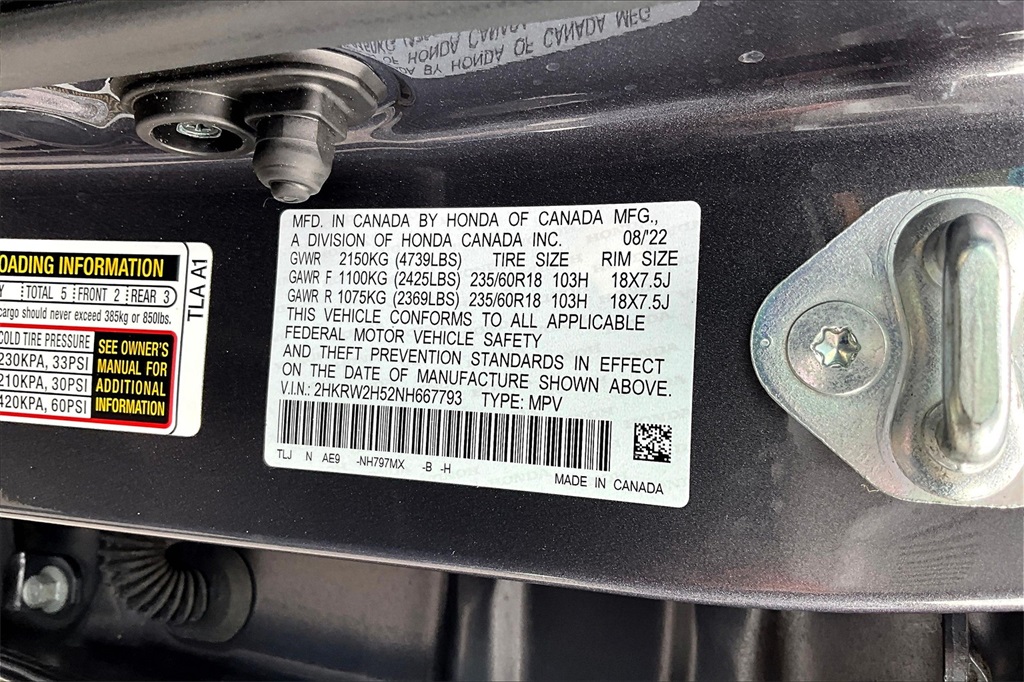 MFD. IN CANADA BY HONDA OF CANADA MFG.,
A DIVISION OF HONDA CANADA INC. 08/'22
GVWR 2150KG (4739LBS) TIRE SIZE RIM SIZE
GAWR F 1100KG (2425LBS) 235/60R18 103H 18X7.5J
GAWR R 1075KG (2369LBS) 235/60R18 103H 18X7.5J
THIS VEHICLE CONFORMS TO ALL APPLICABLE
FEDERAL MOTOR VEHICLE SAFETY
AND THEFT PREVENTION STANDARDS IN EFFECT
ON THE DATE OF MANUFACTURE SHOWN ABOVE.
V.I.N.: 2HKRW2H52NH667793 TYPE: MPV
TLJ N AE9 -NH797MX -B -H
MADE IN CANADA
OADING INFORMATION
Y TOTAL 5 FRONT 2 REAR 3
cargo should never exceed 385kg or 850lbs.
COLD TIRE PRESSURE
230KPA, 33PSI
210KPA, 30PSI
420KPA, 60PSI
SEE OWNER'S
MANUAL FOR
ADDITIONAL
INFORMATION
TLA A1